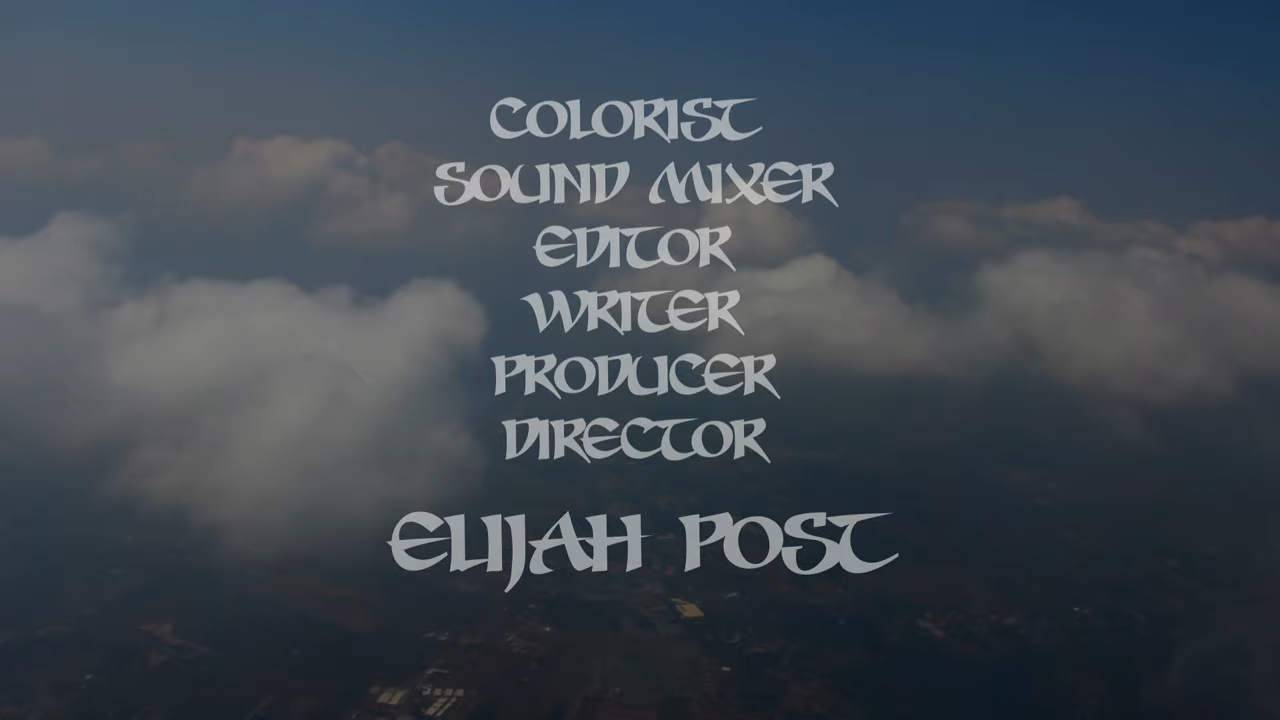 COLORIST
SOUND MIXER
EDITOR
WRITER
PRODUCER
DIRECTOR
ELIJAH POST